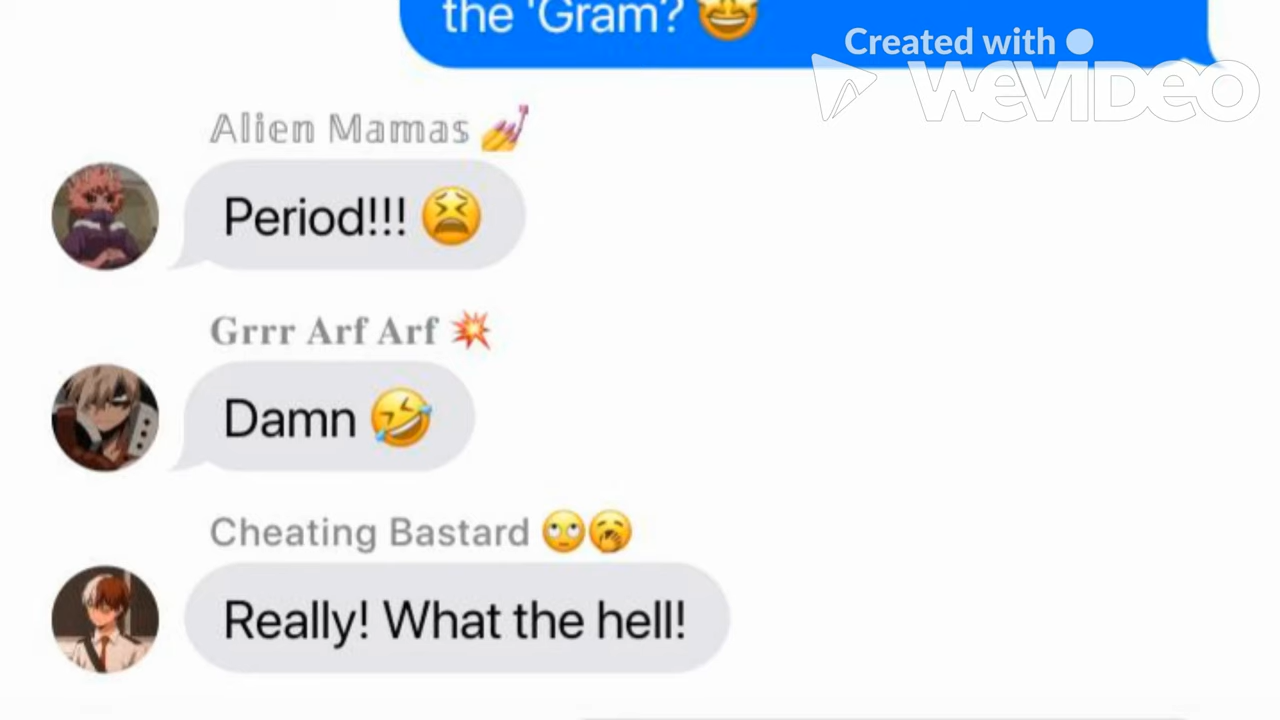 the 'Gram? 🤩
Created with
WEVIDEO
Alien Mamas 💅
Period!!! 😫
Grrr Arf Arf 💥
Damn 🤣
Cheating Bastard 🙄🥱
Really! What the hell!